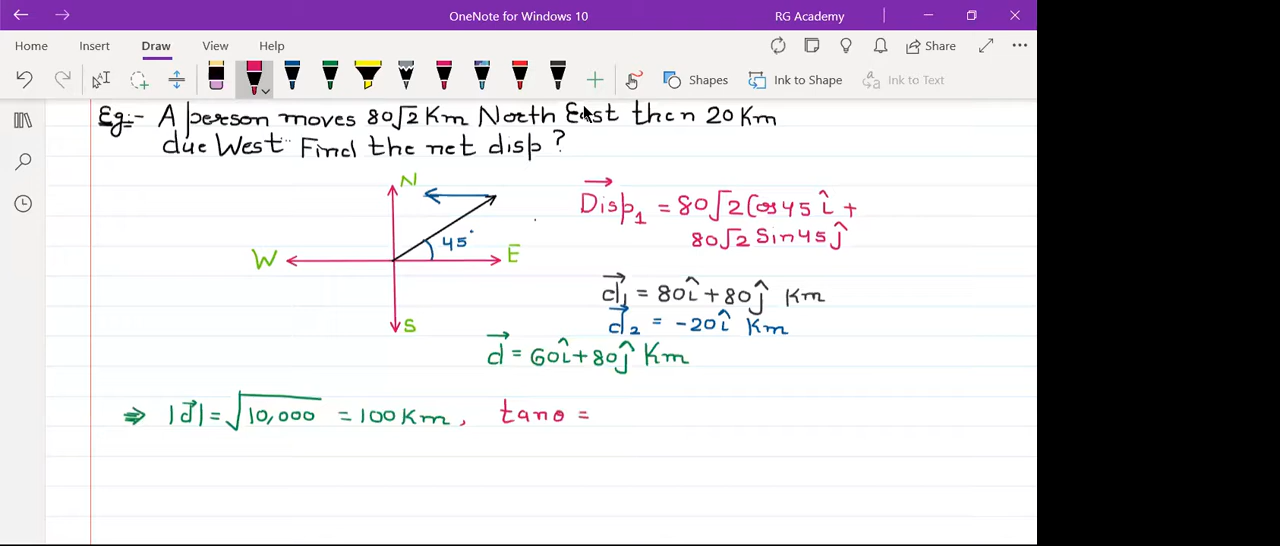 OneNote for Windows 10
RG Academy
Home Insert Draw View Help
Share
Shapes Ink to Shape Ink to Text
Eg:- A person moves 80√2 Km North East then 20 Km
due West Find the net disp ?
N
W
E
S
45°
Disp₁ = 80√2 Cos45 î +
80√2 Sin45 ĵ
d₁ = 80î + 80ĵ Km
d₂ = -20î Km
d = 60î + 80ĵ Km
⇒ |d| = √10,000 = 100 Km, tanθ =